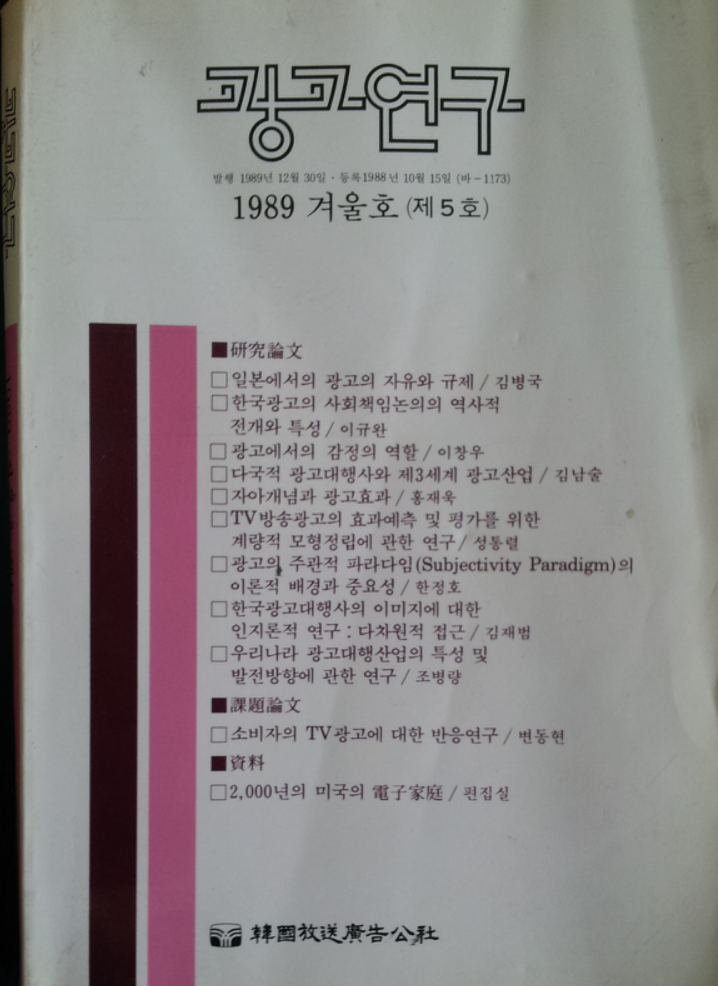 광고연구
발행 1989년 12월 30일·등록1988년 10월 15일 (바-1173)
1989 겨울호 (제5호)
■研究論文
□일본에서의 광고의 자유와 규제 / 김병국
□한국광고의 사회책임논의의 역사적
전개와 특성 / 이규완
□광고에서의 감정의 역할 / 이창우
□다국적 광고대행사와 제3세계 광고산업 / 김남술
□자아개념과 광고효과 / 홍재욱
□TV방송광고의 효과예측 및 평가를 위한
계량적 모형정립에 관한 연구 / 성통렬
□광고의 주관적 파라다임(Subjectivity Paradigm)의
이론적 배경과 중요성 / 한정호
□한국광고대행사의 이미지에 대한
인지론적 연구 : 다차원적 접근 / 김재범
□우리나라 광고대행산업의 특성 및
발전방향에 관한 연구 / 조병량
■課題論文
□소비자의 TV광고에 대한 반응연구 / 변동현
■資料
□2,000년의 미국의 電子家庭 / 편집실
韓國放送廣告公社